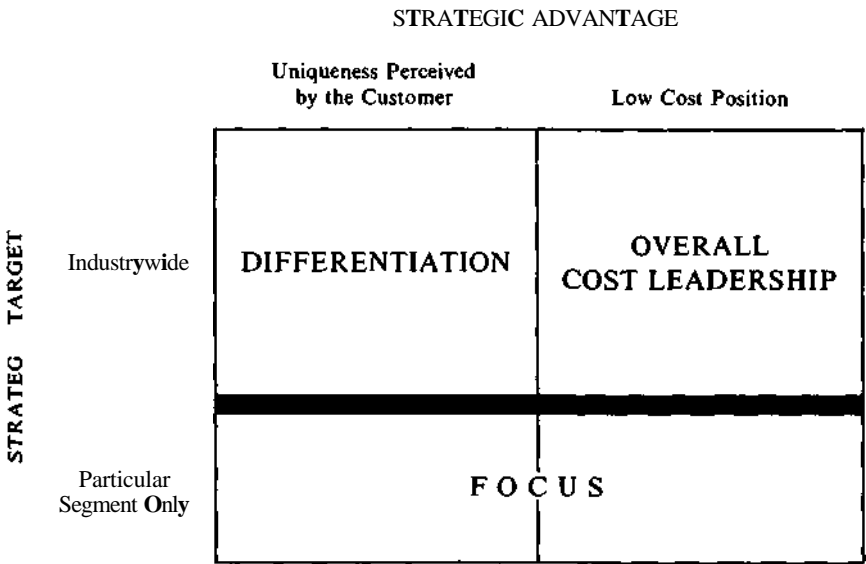 STRATEGIC ADVANTAGE
Uniqueness Perceived
by the Customer
Low Cost Position
STRATEG TARGET
Industrywide
DIFFERENTIATION
OVERALL
COST LEADERSHIP
Particular
Segment Only
FOCUS